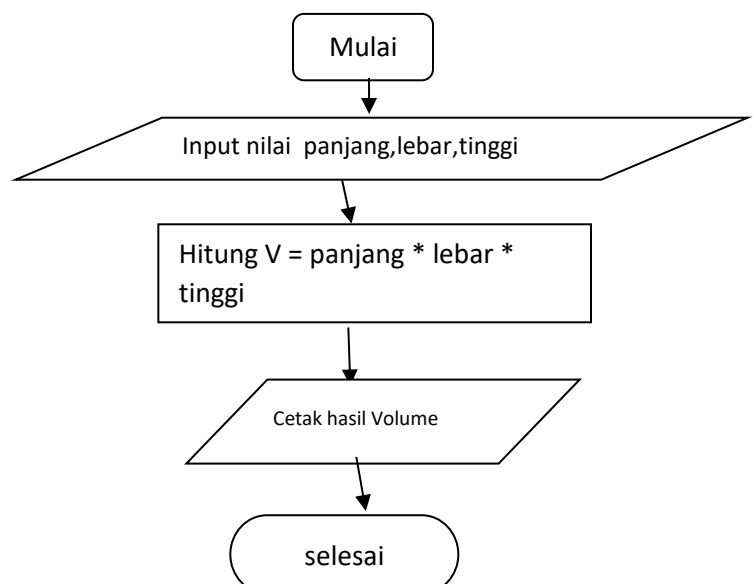 Mulai
Input nilai  panjang,lebar,tinggi
Hitung V = panjang * lebar *
tinggi
Cetak hasil Volume
selesai